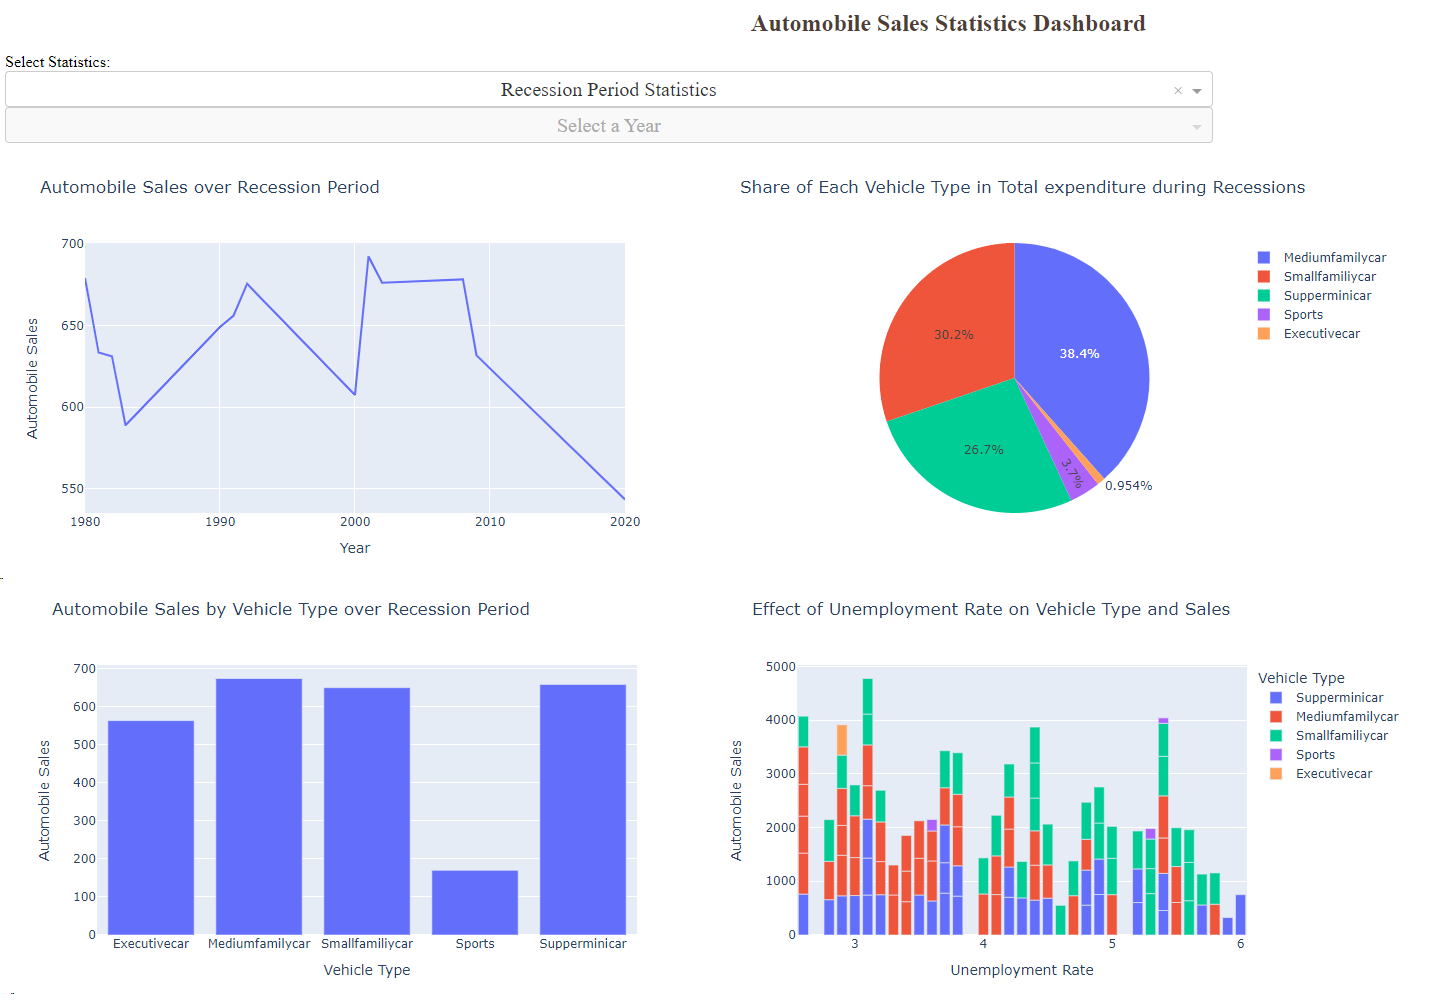 Automobile Sales Statistics Dashboard
Select Statistics:
Recession Period Statistics
×
Select a Year
Automobile Sales over Recession Period
700
650
600
550
Automobile Sales
1980 1990 2000 2010 2020
Year
Share of Each Vehicle Type in Total expenditure during Recessions
38.4%
30.2%
26.7%
3.7%
0.954%
Mediumfamilycar
Smallfamiliycar
Supperminicar
Sports
Executivecar
Automobile Sales by Vehicle Type over Recession Period
700
600
500
400
300
200
100
0
Automobile Sales
Executivecar Mediumfamilycar Smallfamiliycar Sports Supperminicar
Vehicle Type
Effect of Unemployment Rate on Vehicle Type and Sales
5000
4000
3000
2000
1000
0
Automobile Sales
3 4 5 6
Unemployment Rate
Vehicle Type
Supperminicar
Mediumfamilycar
Smallfamiliycar
Sports
Executivecar